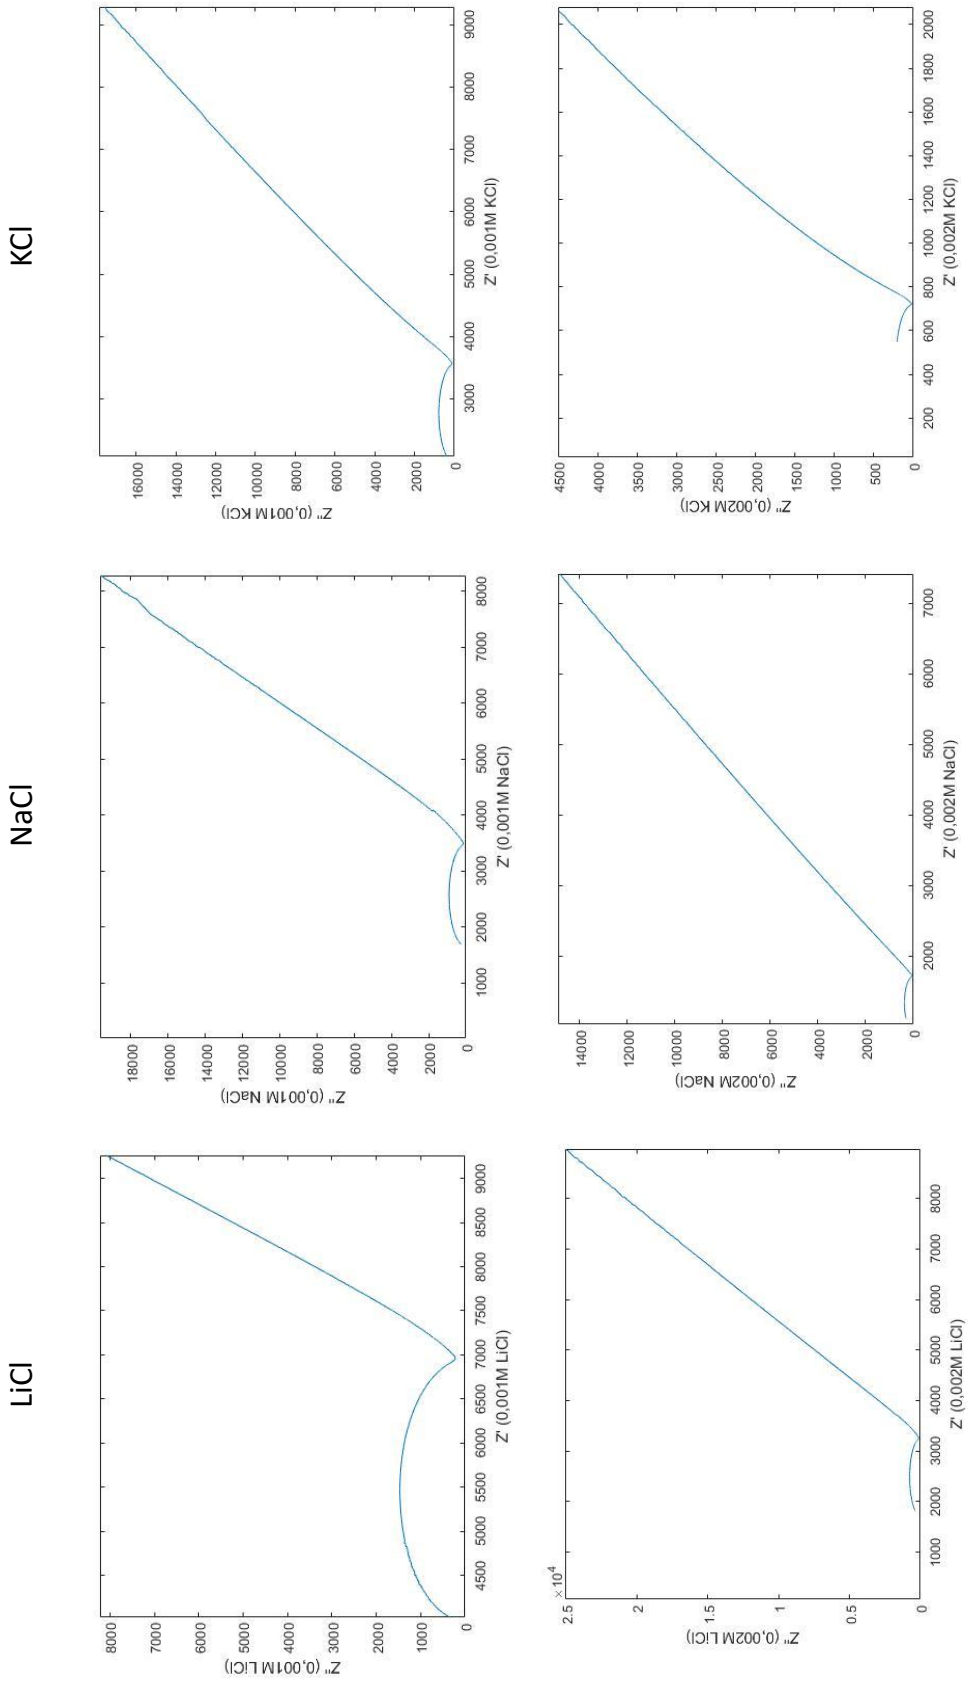 LiCl NaCl KCl
8000
7000
6000
5000
4000
3000
2000
1000
0
Z'' (0,001M LiCl)
4500 5000 5500 6000 6500 7000 7500 8000 8500 9000
Z' (0,001M LiCl)
18000
16000
14000
12000
10000
8000
6000
4000
2000
0
Z'' (0,001M NaCl)
1000 2000 3000 4000 5000 6000 7000 8000
Z' (0,001M NaCl)
16000
14000
12000
10000
8000
6000
4000
2000
0
Z'' (0,001M KCl)
3000 4000 5000 6000 7000 8000 9000
Z' (0,001M KCl)
×10⁴
2.5
2
1.5
1
0.5
0
Z'' (0,002M LiCl)
1000 2000 3000 4000 5000 6000 7000 8000
Z' (0,002M LiCl)
14000
12000
10000
8000
6000
4000
2000
0
Z'' (0,002M NaCl)
2000 3000 4000 5000 6000 7000
Z' (0,002M NaCl)
4500
4000
3500
3000
2500
2000
1500
1000
500
0
Z'' (0,002M KCl)
200 400 600 800 1000 1200 1400 1600 1800 2000
Z' (0,002M KCl)